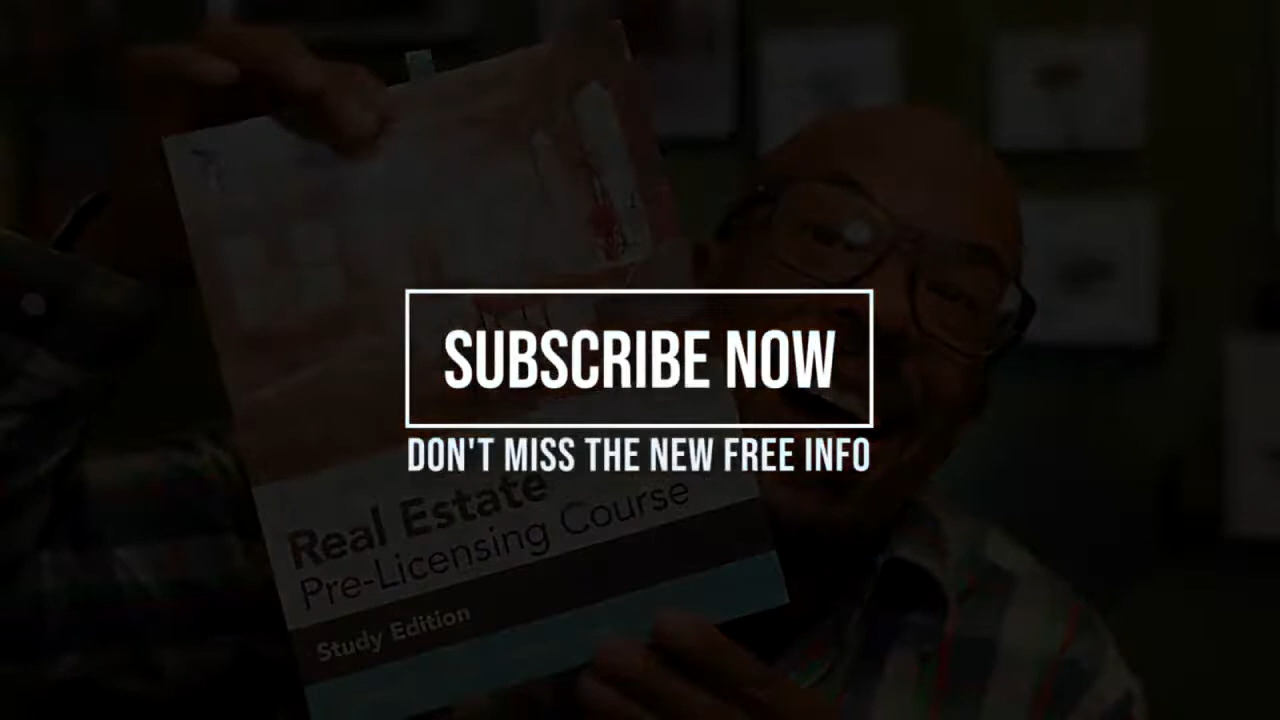 SUBSCRIBE NOW
DON'T MISS THE NEW FREE INFO
Real Estate
Pre-Licensing Course
Study Edition